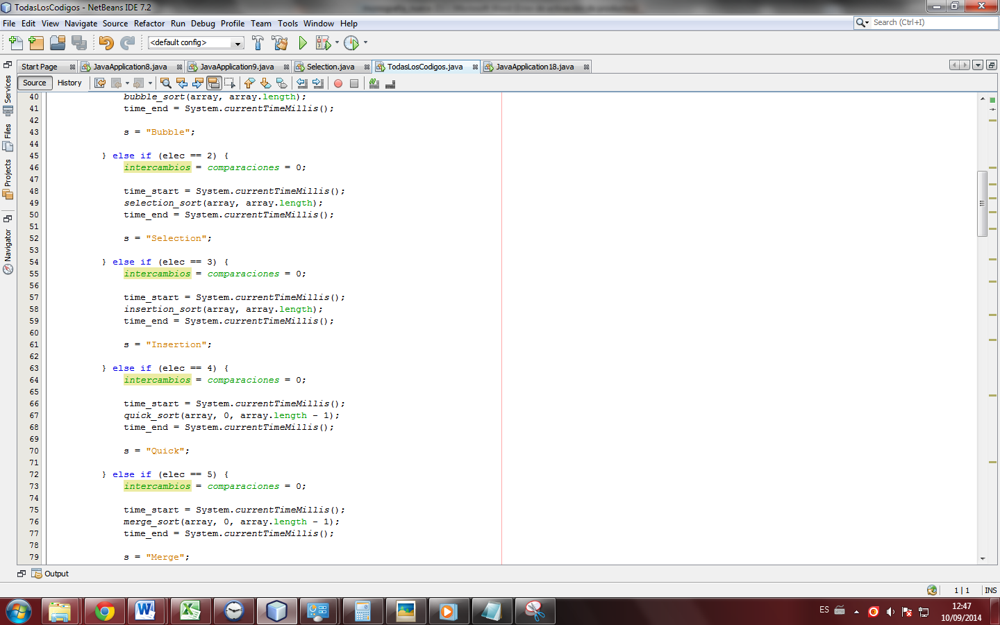 TodasLosCodigos - NetBeans IDE 7.2
File Edit View Navigate Source Refactor Run Debug Profile Team Tools Window Help
Search (Ctrl+I)
<default config>
Start Page JavaApplication8.java JavaApplication9.java Selection.java TodasLosCodigos.java JavaApplication18.java
Source History
Services
Files
Projects
Navigator
40 bubble_sort(array, array.length);
41 time_end = System.currentTimeMillis();
42
43 s = "Bubble";
44
45 } else if (elec == 2) {
46 intercambios = comparaciones = 0;
47
48 time_start = System.currentTimeMillis();
49 selection_sort(array, array.length);
50 time_end = System.currentTimeMillis();
51
52 s = "Selection";
53
54 } else if (elec == 3) {
55 intercambios = comparaciones = 0;
56
57 time_start = System.currentTimeMillis();
58 insertion_sort(array, array.length);
59 time_end = System.currentTimeMillis();
60
61 s = "Insertion";
62
63 } else if (elec == 4) {
64 intercambios = comparaciones = 0;
65
66 time_start = System.currentTimeMillis();
67 quick_sort(array, 0, array.length - 1);
68 time_end = System.currentTimeMillis();
69
70 s = "Quick";
71
72 } else if (elec == 5) {
73 intercambios = comparaciones = 0;
74
75 time_start = System.currentTimeMillis();
76 merge_sort(array, 0, array.length - 1);
77 time_end = System.currentTimeMillis();
78
79 s = "Merge";
Output
1 | 1 INS
ES
12:47
10/09/2014